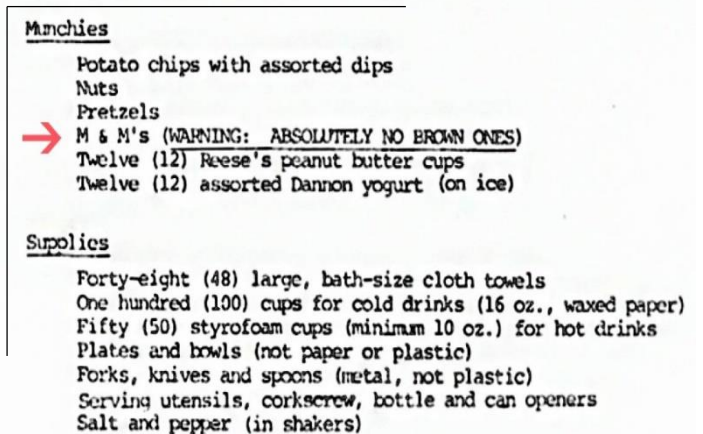 Munchies
Potato chips with assorted dips
Nuts
Pretzels
M & M's (WARNING: ABSOLUTELY NO BROWN ONES)
Twelve (12) Reese's peanut butter cups
Twelve (12) assorted Dannon yogurt (on ice)
Supplies
Forty-eight (48) large, bath-size cloth towels
One hundred (100) cups for cold drinks (16 oz., waxed paper)
Fifty (50) styrofoam cups (minimum 10 oz.) for hot drinks
Plates and bowls (not paper or plastic)
Forks, knives and spoons (metal, not plastic)
Serving utensils, corkscrew, bottle and can openers
Salt and pepper (in shakers)